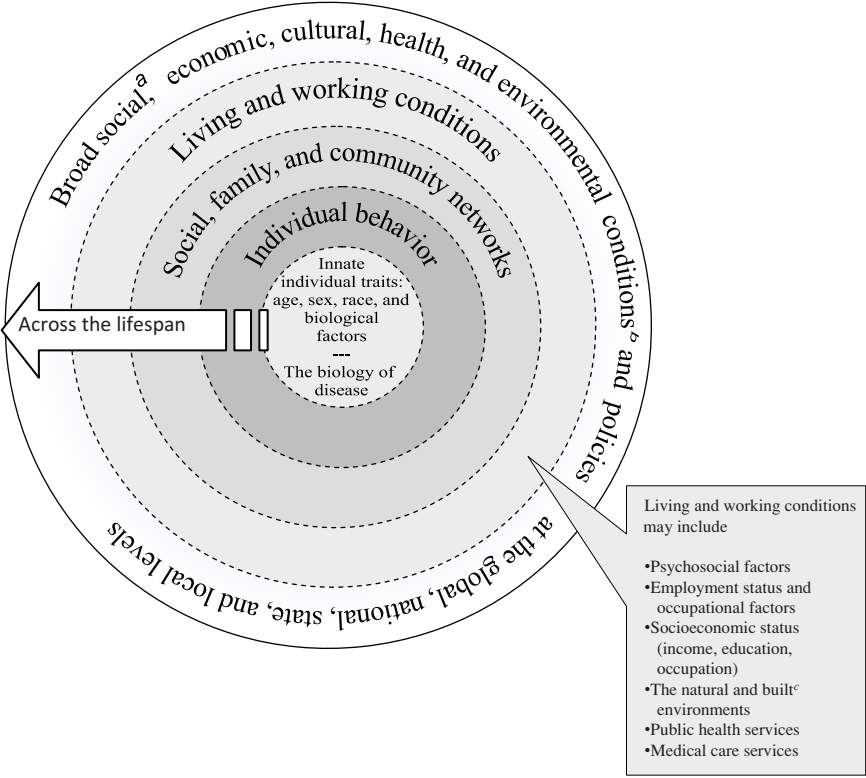 Broad social,ᵃ economic, cultural, health, and environmental conditionsᵇ and policies
at the global, national, state, and local levels
Living and working conditions
Social, family, and community networks
Individual behavior
Innate
individual traits:
age, sex, race, and
biological
factors
---
The biology of
disease
Across the lifespan
Living and working conditions
may include
•Psychosocial factors
•Employment status and
occupational factors
•Socioeconomic status
(income, education,
occupation)
•The natural and builtᶜ
environments
•Public health services
•Medical care services